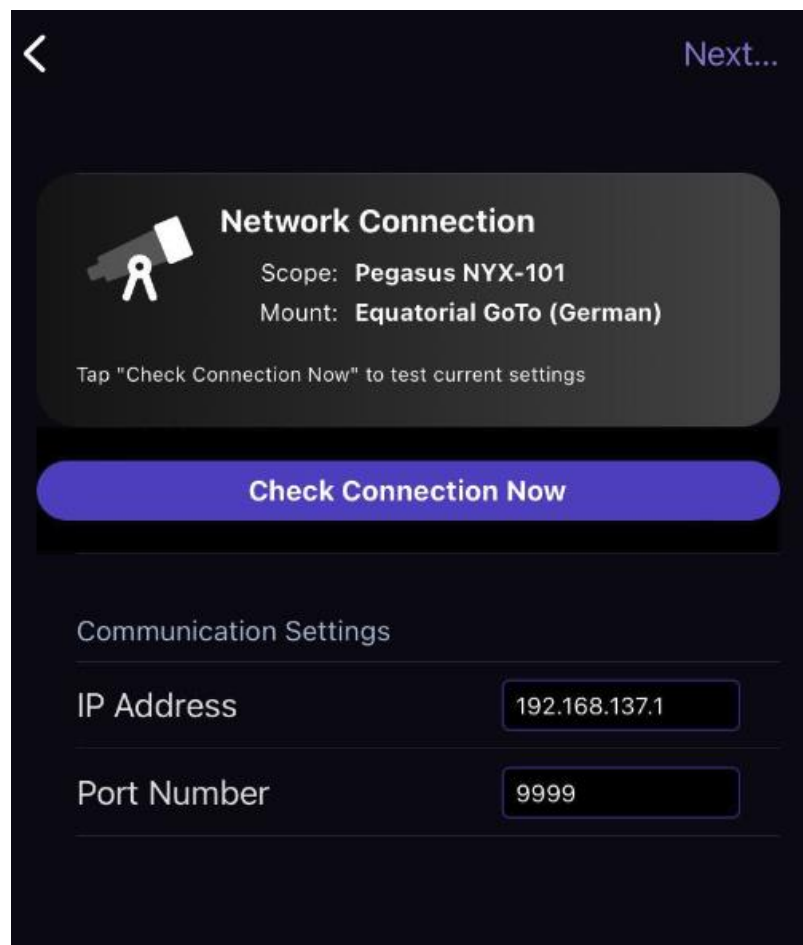 Next...
Network Connection
Scope: Pegasus NYX-101
Mount: Equatorial GoTo (German)
Tap "Check Connection Now" to test current settings
Check Connection Now
Communication Settings
IP Address 192.168.137.1
Port Number 9999